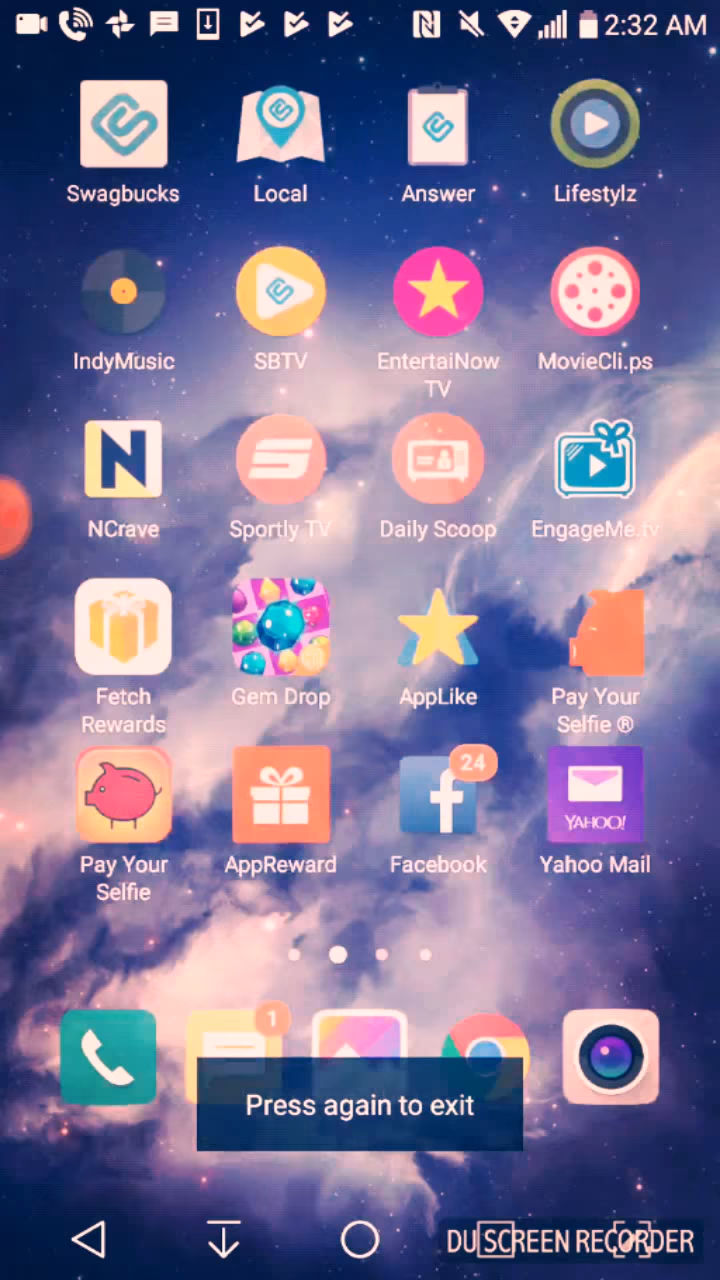 2:32 AM
Swagbucks
Local
Answer
Lifestylz
IndyMusic
SBTV
EntertaiNow
TV
MovieCli.ps
N
NCrave
Sportly TV
Daily Scoop
EngageMe.tv
Fetch
Rewards
Gem Drop
AppLike
Pay Your
Selfie ®
24
f
YAHOO!
Pay Your
Selfie
AppReward
Facebook
Yahoo Mail
1
Press again to exit
DU SCREEN RECORDER